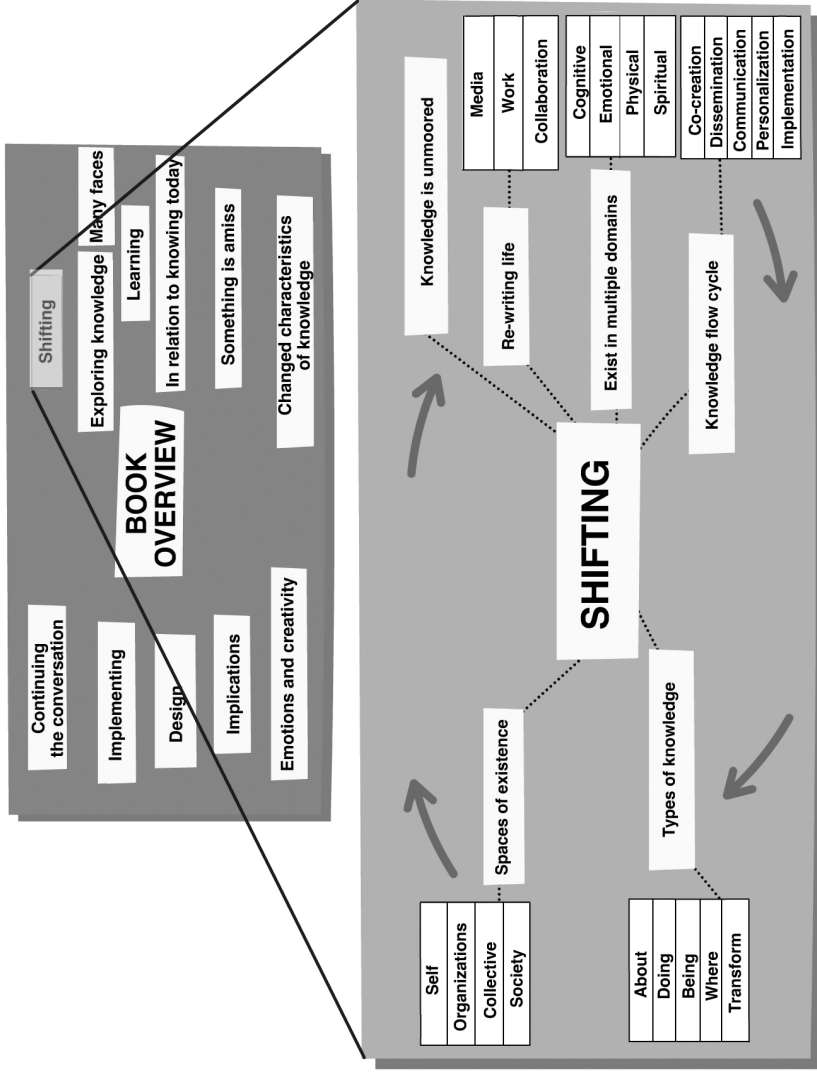 BOOK
OVERVIEW
Shifting
Exploring knowledge
Many faces
Learning
In relation to knowing today
Something is amiss
Changed characteristics
of knowledge
Emotions and creativity
Implications
Design
Implementing
Continuing
the conversation
SHIFTING
Knowledge is unmoored
Re-writing life
Media
Work
Collaboration
Exist in multiple domains
Cognitive
Emotional
Physical
Spiritual
Knowledge flow cycle
Co-creation
Dissemination
Communication
Personalization
Implementation
Types of knowledge
About
Doing
Being
Where
Transform
Spaces of existence
Self
Organizations
Collective
Society